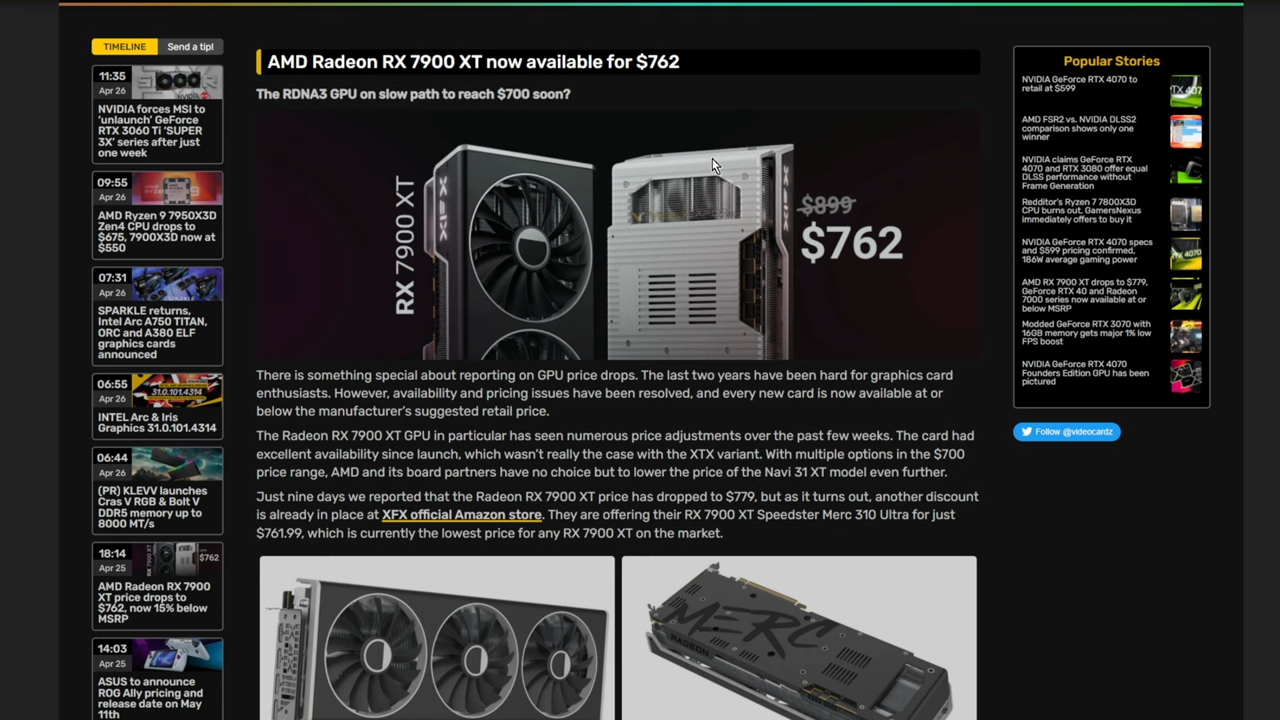 TIMELINE
Send a tip!
11:35
Apr 26
NVIDIA forces MSI to
‘unlaunch’ GeForce
RTX 3060 Ti ‘SUPER
3X’ series after just
one week
09:55
Apr 26
AMD Ryzen 9 7950X3D
Zen4 CPU drops to
$675, 7900X3D now at
$550
07:31
Apr 26
SPARKLE returns,
Intel Arc A750 TITAN,
ORC and A380 ELF
graphics cards
announced
06:55
Apr 26
31.0.101.4314
INTEL Arc & Iris
Graphics 31.0.101.4314
06:44
Apr 26
(PR) KLEVV launches
Cras V RGB & Bolt V
DDR5 memory up to
8000 MT/s
18:14
Apr 25
$762
AMD Radeon RX 7900
XT price drops to
$762, now 15% below
MSRP
14:03
Apr 25
ASUS to announce
ROG Ally pricing and
release date on May
11th
AMD Radeon RX 7900 XT now available for $762
The RDNA3 GPU on slow path to reach $700 soon?
RX 7900 XT
XFX
XFX
$899
$762
There is something special about reporting on GPU price drops. The last two years have been hard for graphics card
enthusiasts. However, availability and pricing issues have been resolved, and every new card is now available at or
below the manufacturer’s suggested retail price.
The Radeon RX 7900 XT GPU in particular has seen numerous price adjustments over the past few weeks. The card had
excellent availability since launch, which wasn’t really the case with the XTX variant. With multiple options in the $700
price range, AMD and its board partners have no choice but to lower the price of the Navi 31 XT model even further.
Just nine days we reported that the Radeon RX 7900 XT price has dropped to $779, but as it turns out, another discount
is already in place at XFX official Amazon store. They are offering their RX 7900 XT Speedster Merc 310 Ultra for just
$761.99, which is currently the lowest price for any RX 7900 XT on the market.
MERC
RADEON
Popular Stories
NVIDIA GeForce RTX 4070 to
retail at $599
AMD FSR2 vs. NVIDIA DLSS2
comparison shows only one
winner
NVIDIA claims GeForce RTX
4070 and RTX 3080 offer equal
DLSS performance without
Frame Generation
Redditor’s Ryzen 7 7800X3D
CPU burns out, GamersNexus
immediately offers to buy it
NVIDIA GeForce RTX 4070 specs
and $599 pricing confirmed,
186W average gaming power
AMD RX 7900 XT drops to $779,
GeForce RTX 40 and Radeon
7000 series now available at or
below MSRP
Modded GeForce RTX 3070 with
16GB memory gets major 1% low
FPS boost
NVIDIA GeForce RTX 4070
Founders Edition GPU has been
pictured
Follow @videocardz